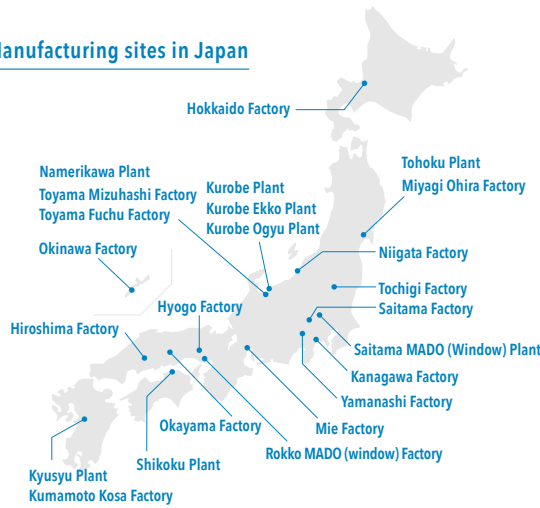 Manufacturing sites in Japan
Hokkaido Factory
Tohoku Plant
Miyagi Ohira Factory
Namerikawa Plant
Toyama Mizuhashi Factory
Toyama Fuchu Factory
Kurobe Plant
Kurobe Ekko Plant
Kurobe Ogyu Plant
Okinawa Factory
Niigata Factory
Tochigi Factory
Saitama Factory
Hyogo Factory
Hiroshima Factory
Saitama MADO (Window) Plant
Kanagawa Factory
Yamanashi Factory
Okayama Factory
Mie Factory
Rokko MADO (window) Factory
Shikoku Plant
Kyusyu Plant
Kumamoto Kosa Factory